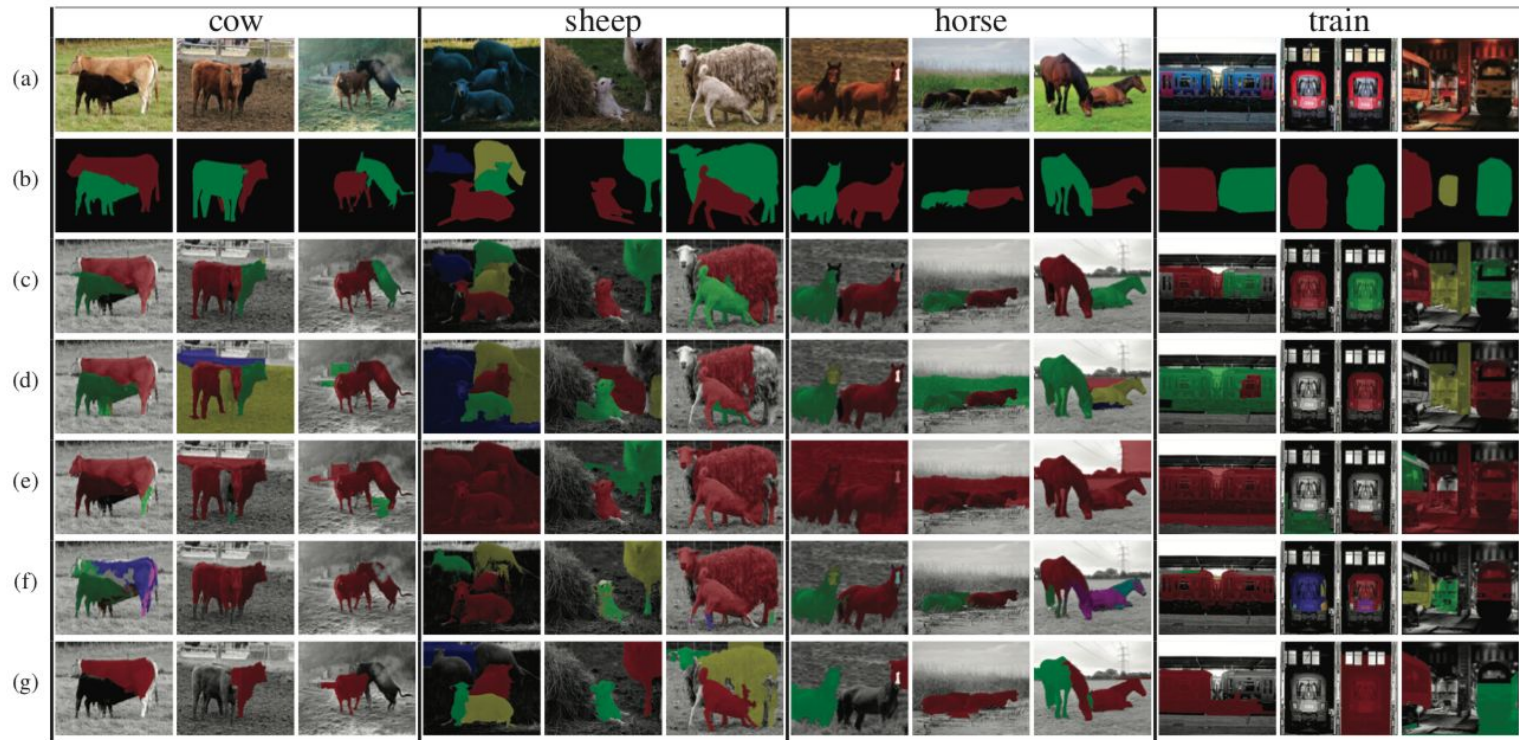 cow sheep horse train
(a)
(b)
(c)
(d)
(e)
(f)
(g)